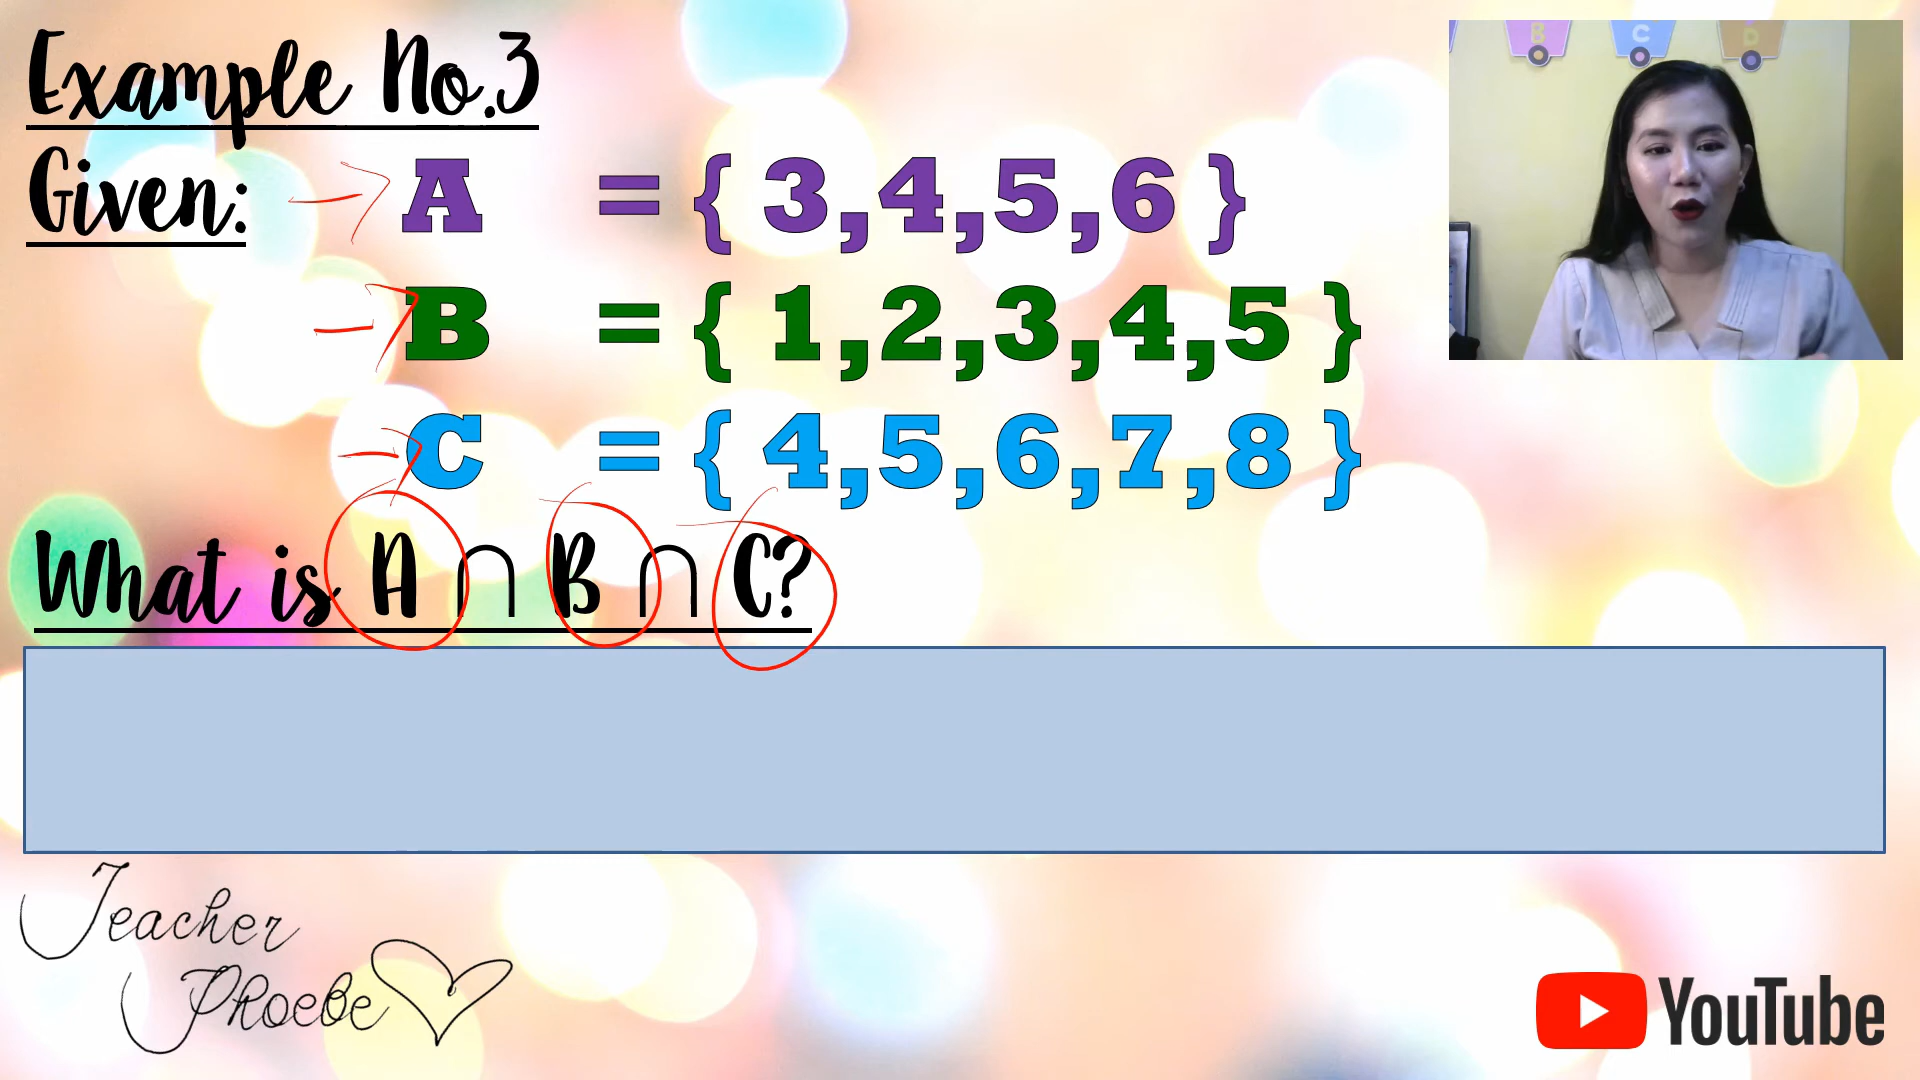 Example No.3
Given:
A = { 3,4,5,6 }
B = { 1,2,3,4,5 }
C = { 4,5,6,7,8 }
What is A ∩ B ∩ C?
Teacher
Phoebe
YouTube
B C D